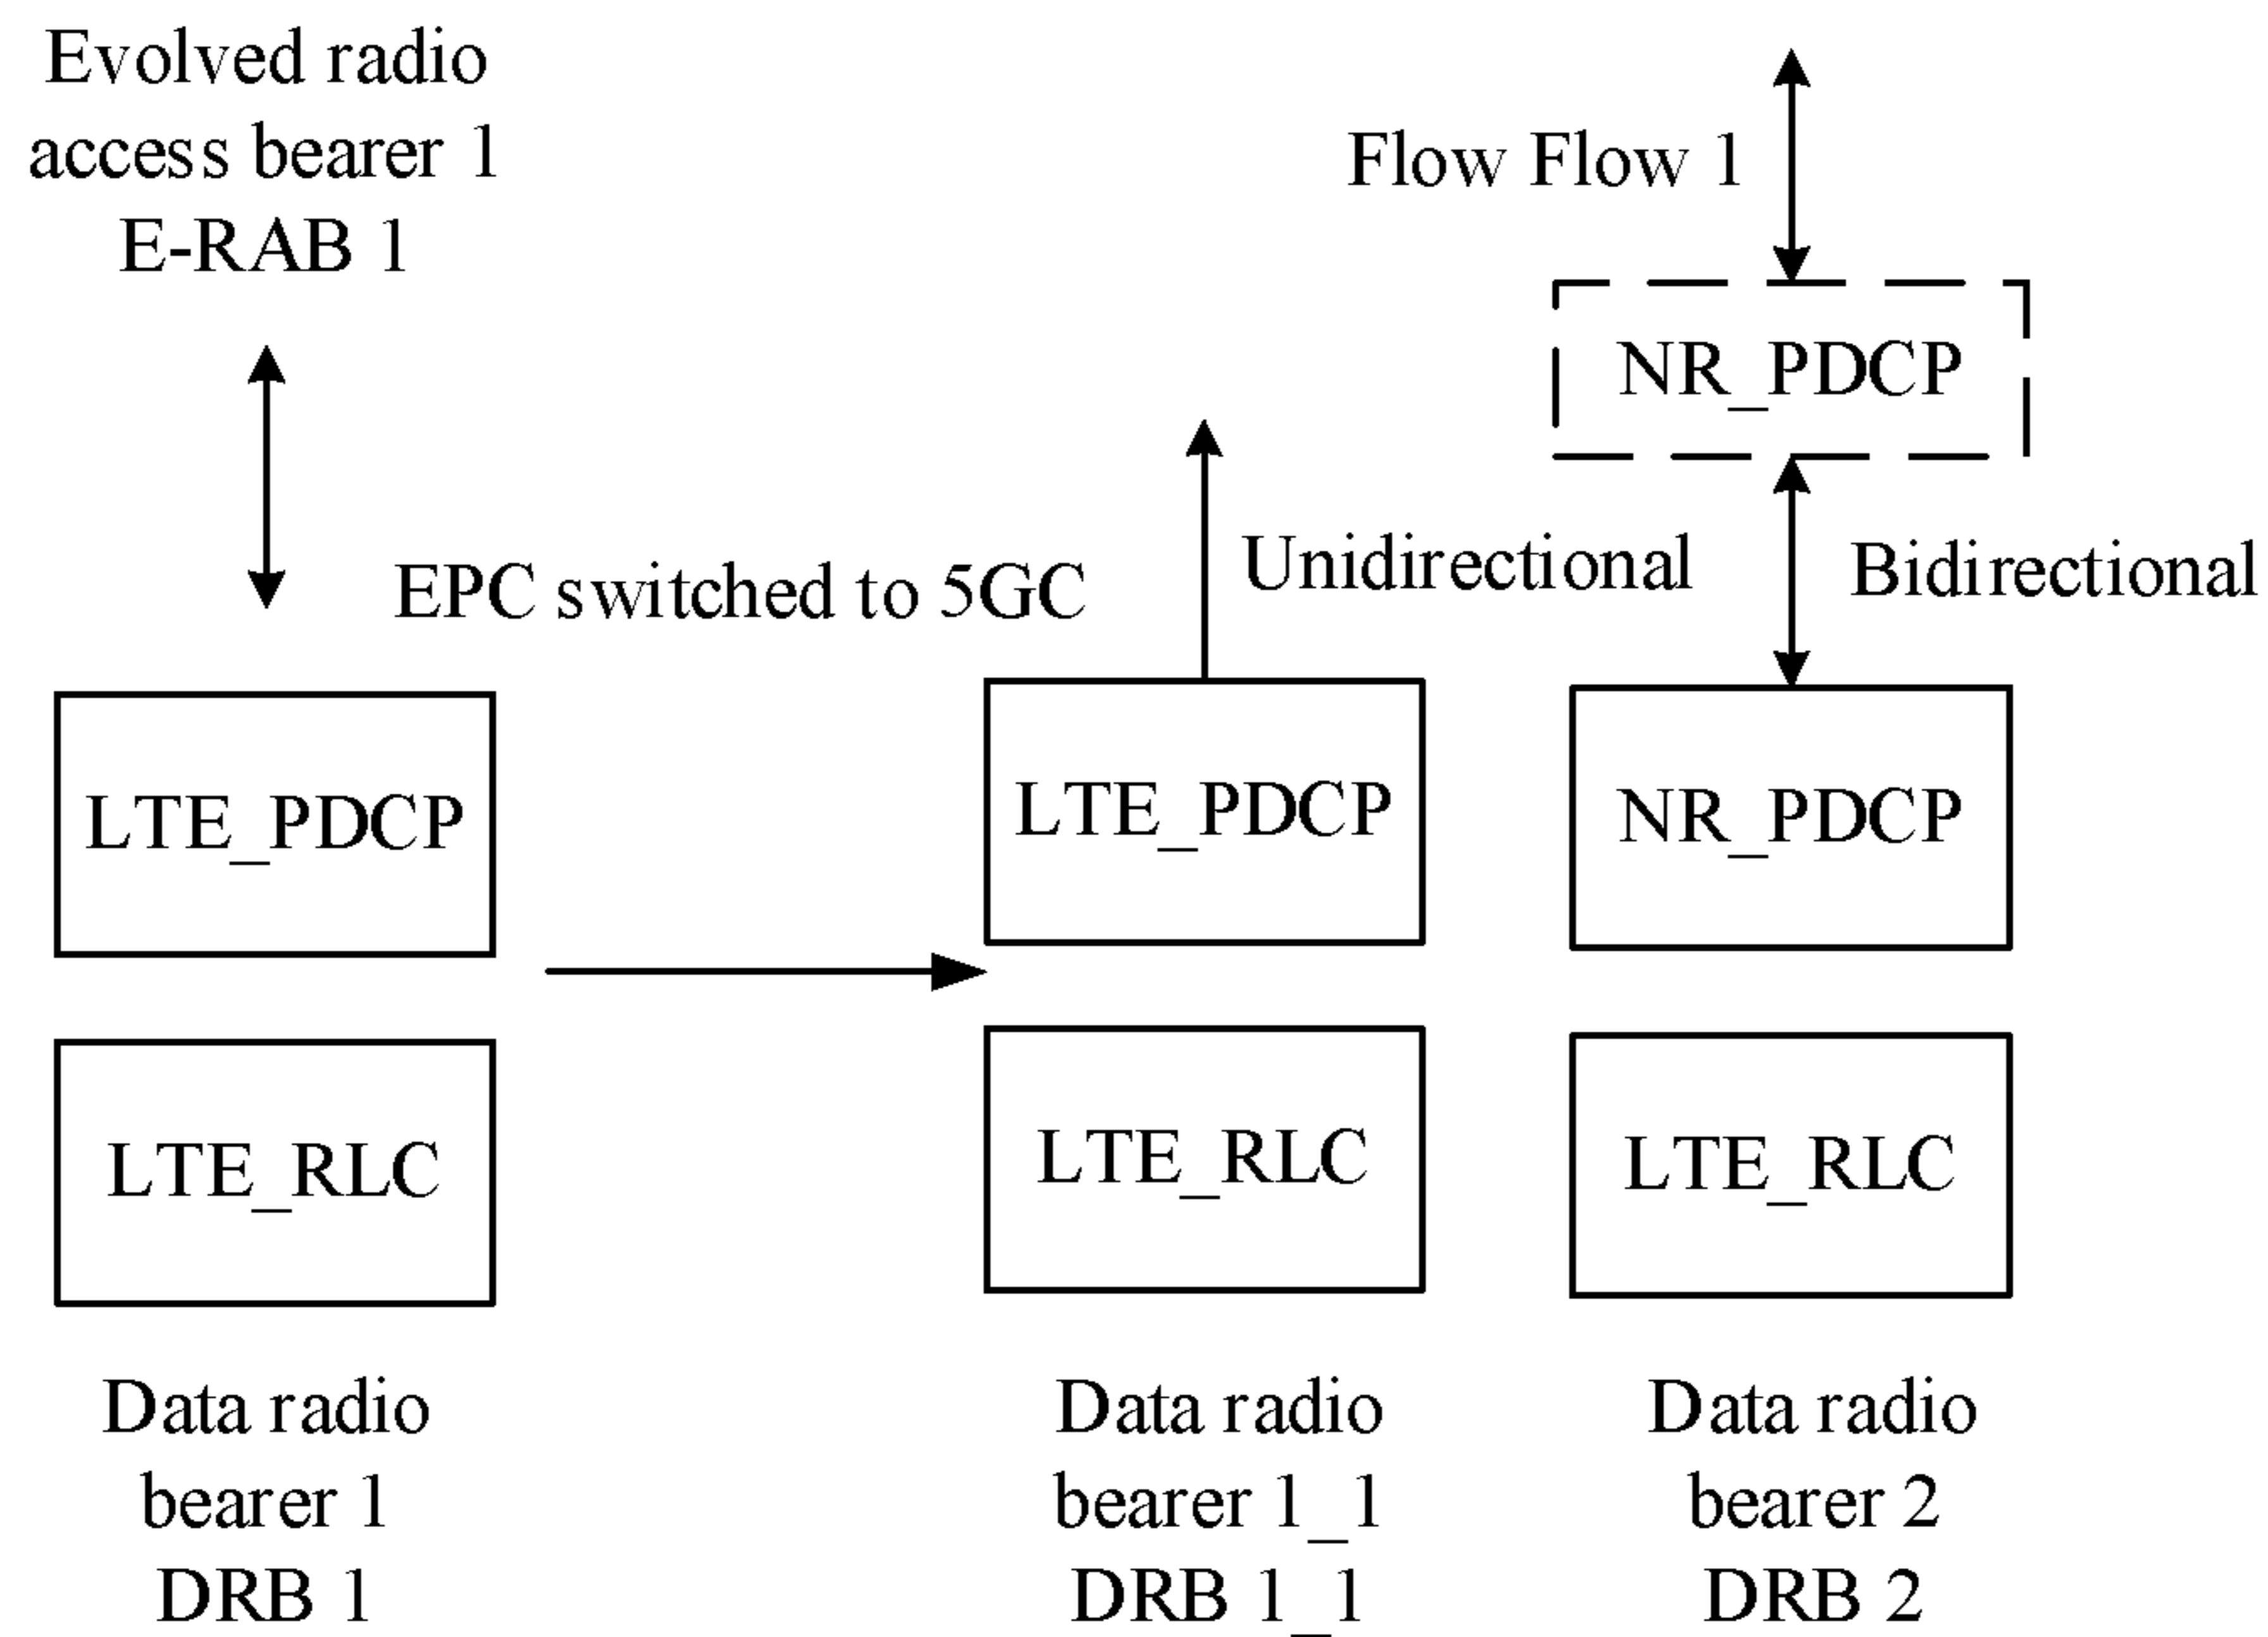 Evolved radio
access bearer 1
E-RAB 1
Flow Flow 1
NR_PDCP
EPC switched to 5GC
Unidirectional
Bidirectional
LTE_PDCP
LTE_PDCP
NR_PDCP
LTE_RLC
LTE_RLC
LTE_RLC
Data radio
bearer 1
DRB 1
Data radio
bearer 1_1
DRB 1_1
Data radio
bearer 2
DRB 2